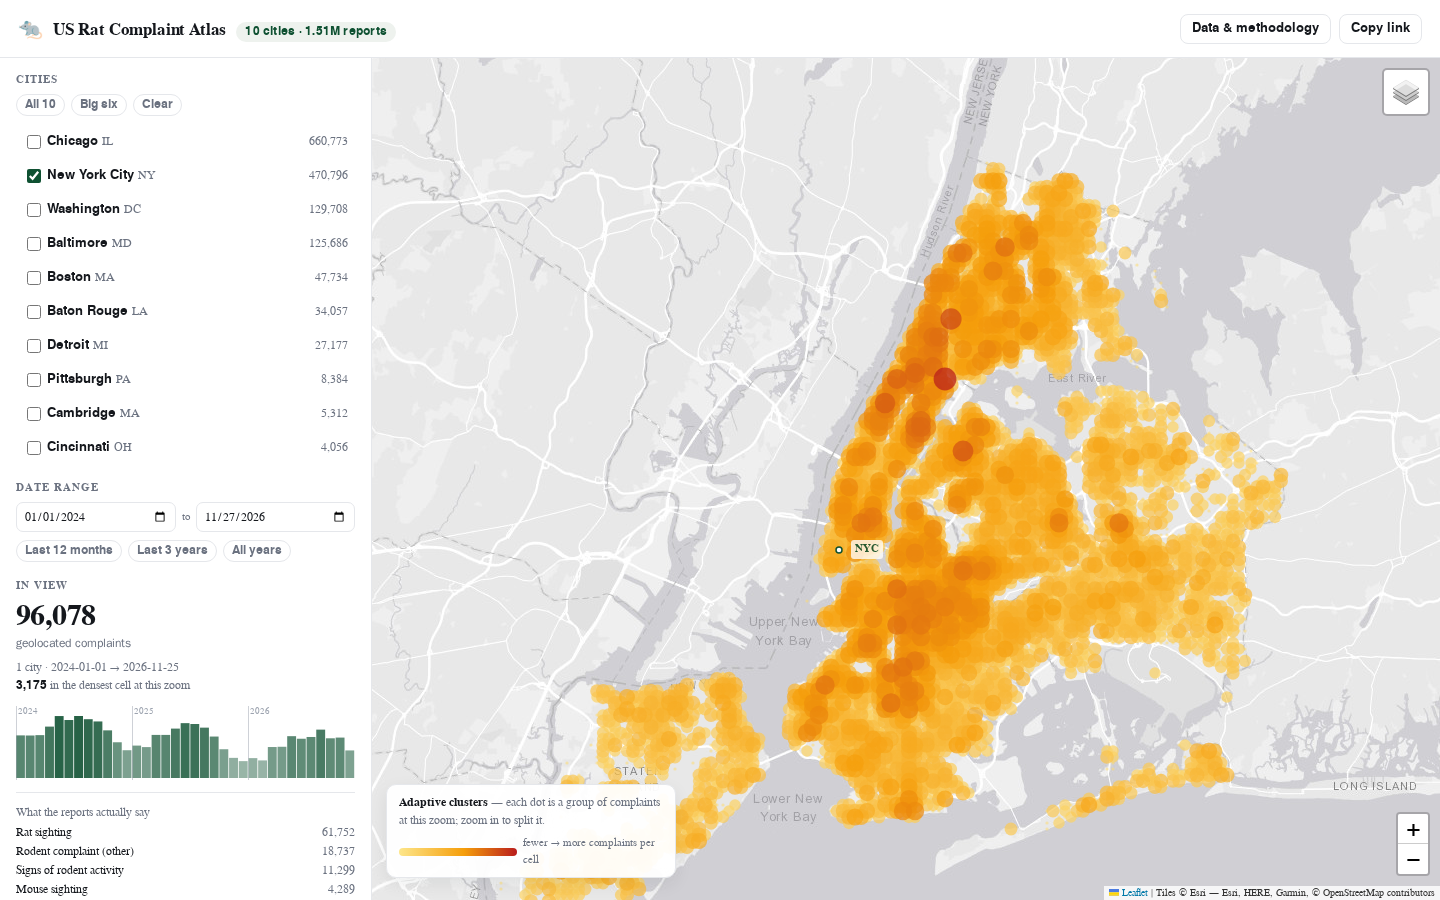 US Rat Complaint Atlas
10 cities · 1.51M reports
Data & methodology
Copy link
CITIES
All 10
Big six
Clear
Chicago IL 660,773
New York City NY 470,796
Washington DC 129,708
Baltimore MD 125,686
Boston MA 47,734
Baton Rouge LA 34,057
Detroit MI 27,177
Pittsburgh PA 8,384
Cambridge MA 5,312
Cincinnati OH 4,056
DATE RANGE
01/01/2024 to 11/27/2026
Last 12 months
Last 3 years
All years
IN VIEW
96,078
geolocated complaints
1 city · 2024-01-01 → 2026-11-25
3,175 in the densest cell at this zoom
2024 2025 2026
What the reports actually say
Rat sighting 61,752
Rodent complaint (other) 18,737
Signs of rodent activity 11,299
Mouse sighting 4,289
NEW JERSE
NEW YORK
Hudson River
East River
NYC
Upper New
York Bay
STATE
Lower New
York Bay
LONG ISLAND
Adaptive clusters — each dot is a group of complaints
at this zoom; zoom in to split it.
fewer → more complaints per
cell
+
−
Leaflet | Tiles © Esri — Esri, HERE, Garmin, © OpenStreetMap contributors